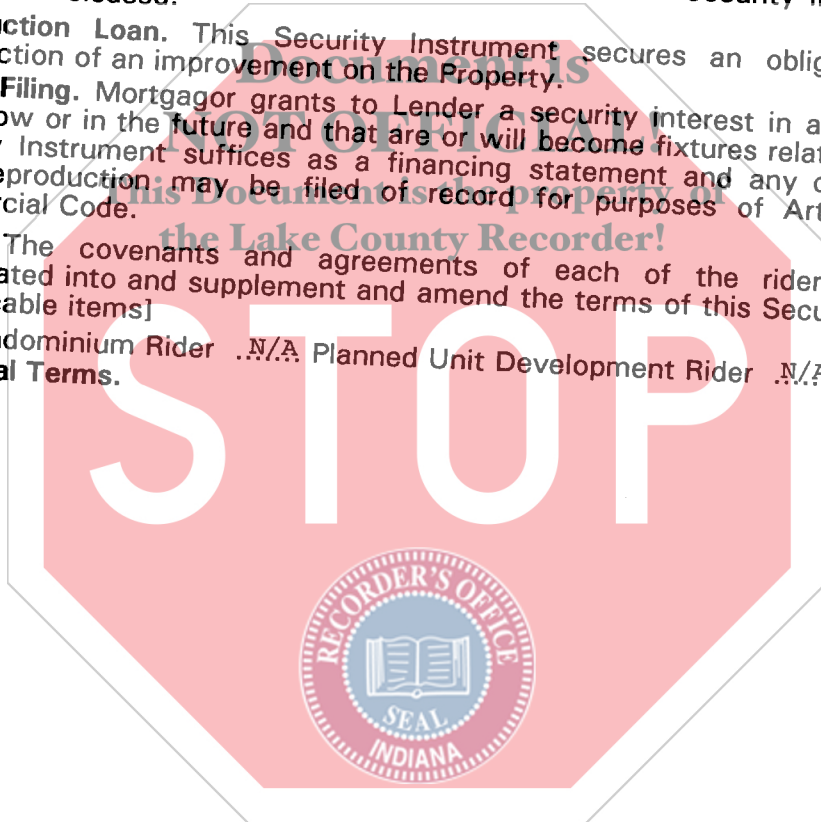 uction Loan. This Security Instrument secures an oblig
ction of an improvement on the Property.
Filing. Mortgagor grants to Lender a security interest in a
ow or in the future and that are or will become fixtures relat
Instrument suffices as a financing statement and any c
eproduction may be filed of record for purposes of Art
rcial Code.
The covenants and agreements of each of the rider
ated into and supplement and amend the terms of this Secu
able items]
dominium Rider ..N/A. Planned Unit Development Rider ..N/A
al Terms.
Document is
NOT OFFICIAL!
This Document is the property of
the Lake County Recorder!
STOP
RECORDER'S OFFICE
SEAL
INDIANA